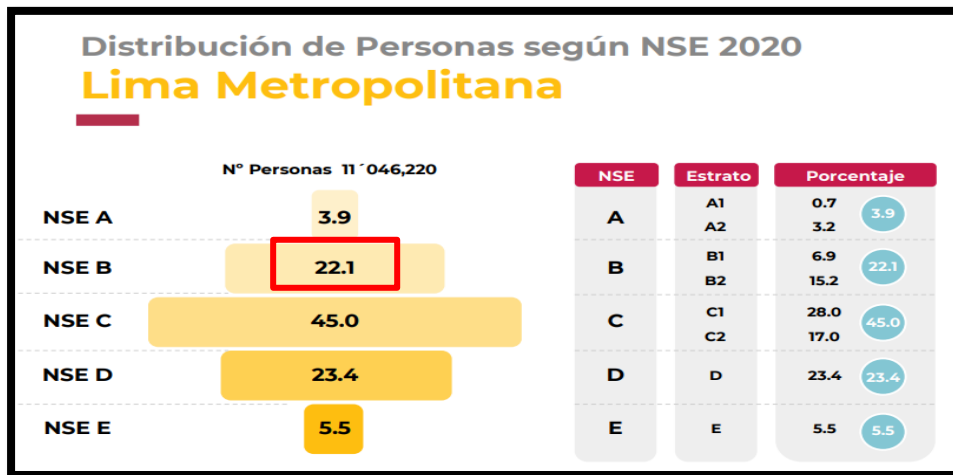 Distribución de Personas según NSE 2020
Lima Metropolitana
N° Personas 11´046,220
NSE A 3.9
NSE B 22.1
NSE C 45.0
NSE D 23.4
NSE E 5.5
NSE Estrato Porcentaje
A A1 0.7 3.9
A2 3.2
B B1 6.9 22.1
B2 15.2
C C1 28.0 45.0
C2 17.0
D D 23.4 23.4
E E 5.5 5.5